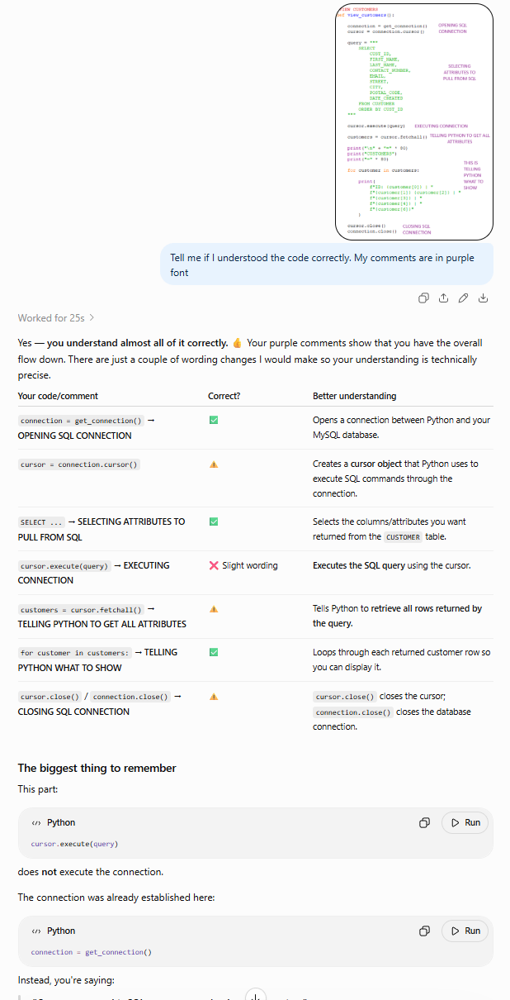 VIEW CUSTOMERS
def view_customers():
connection = get_connection() OPENING SQL
cursor = connection.cursor() CONNECTION
query = """
SELECT
CUST_ID,
FIRST_NAME,
LAST_NAME, SELECTING
CONTACT_NUMBER, ATTRIBUTES TO
EMAIL, PULL FROM SQL
STREET,
CITY,
POSTAL_CODE,
DATE_CREATED
FROM CUSTOMER
ORDER BY CUST_ID
"""
cursor.execute(query) EXECUTING CONNECTION
customers = cursor.fetchall() TELLING PYTHON TO GET ALL
ATTRIBUTES
print("\n" + "=" * 80)
print("CUSTOMERS")
print("=" * 80)
THIS IS
TELLING
PYTHON
WHAT TO
SHOW
for customer in customers:
print(
f"ID: {customer[0]} | "
f"{customer[1]} {customer[2]} | "
f"{customer[3]} | "
f"{customer[4]} | "
f"{customer[6]}"
)
cursor.close() CLOSING SQL
connection.close() CONNECTION
Tell me if I understood the code correctly. My comments are in purple
font
Worked for 25s
Yes — you understand almost all of it correctly. 👍 Your purple comments show that you have the overall
flow down. There are just a couple of wording changes I would make so your understanding is technically
precise.
Your code/comment Correct? Better understanding
connection = get_connection() → ✅ Opens a connection between Python and your
OPENING SQL CONNECTION MySQL database.
cursor = connection.cursor() ⚠️ Creates a cursor object that Python uses to
execute SQL commands through the
connection.
SELECT ... → SELECTING ATTRIBUTES TO ✅ Selects the columns/attributes you want
PULL FROM SQL returned from the CUSTOMER table.
cursor.execute(query) → EXECUTING ❌ Slight wording Executes the SQL query using the cursor.
CONNECTION
customers = cursor.fetchall() → ⚠️ Tells Python to retrieve all rows returned by
TELLING PYTHON TO GET ALL ATTRIBUTES the query.
for customer in customers: → TELLING ✅ Loops through each returned customer row so
PYTHON WHAT TO SHOW you can display it.
cursor.close() / connection.close() → ⚠️ cursor.close() closes the cursor;
CLOSING SQL CONNECTION connection.close() closes the database
connection.
The biggest thing to remember
This part:
Python Run
cursor.execute(query)
does not execute the connection.
The connection was already established here:
Python Run
connection = get_connection()
Instead, you're saying: